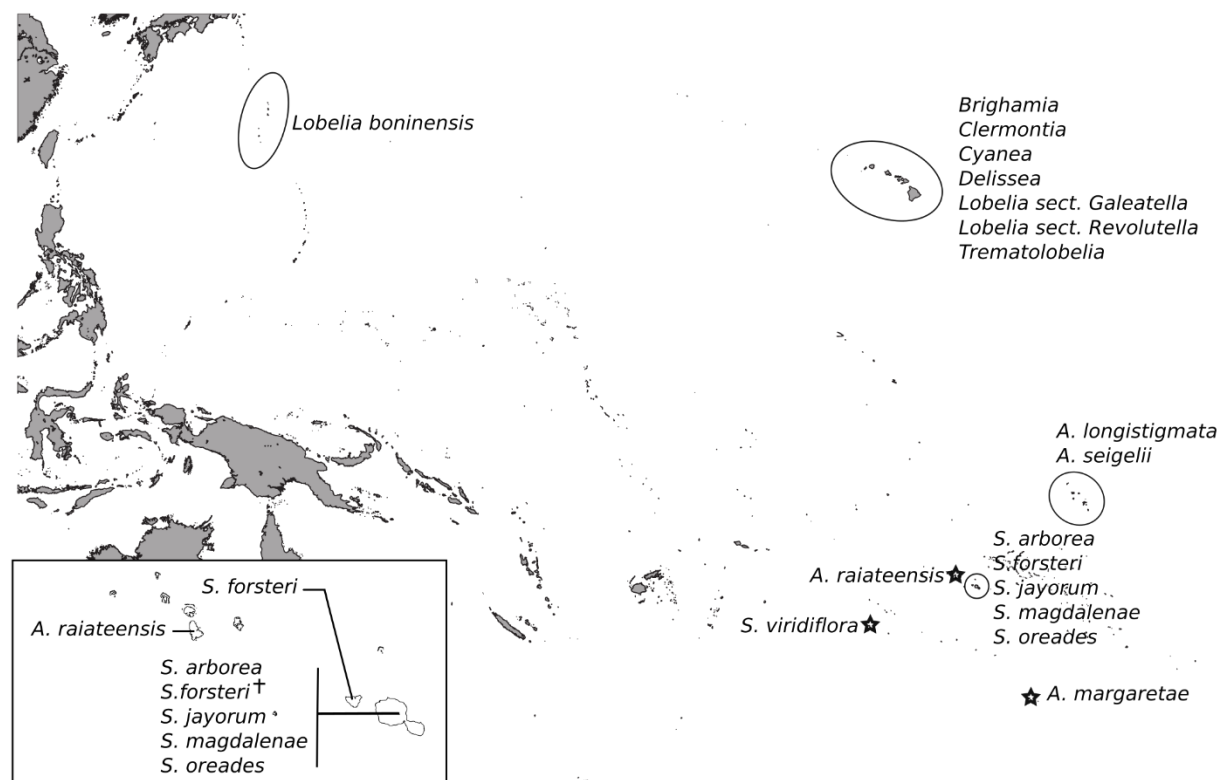 Lobelia boninensis
Brighamia
Clermontia
Cyanea
Delissea
Lobelia sect. Galeatella
Lobelia sect. Revolutella
Trematolobelia
A. longistigmata
A. seigelii
S. arborea
S.forsteri
S. jayorum
S. magdalenae
S. oreades
A. raiateensis
S. viridiflora
A. margaretae
S. forsteri
A. raiateensis
S. arborea
S.forsteri†
S. jayorum
S. magdalenae
S. oreades